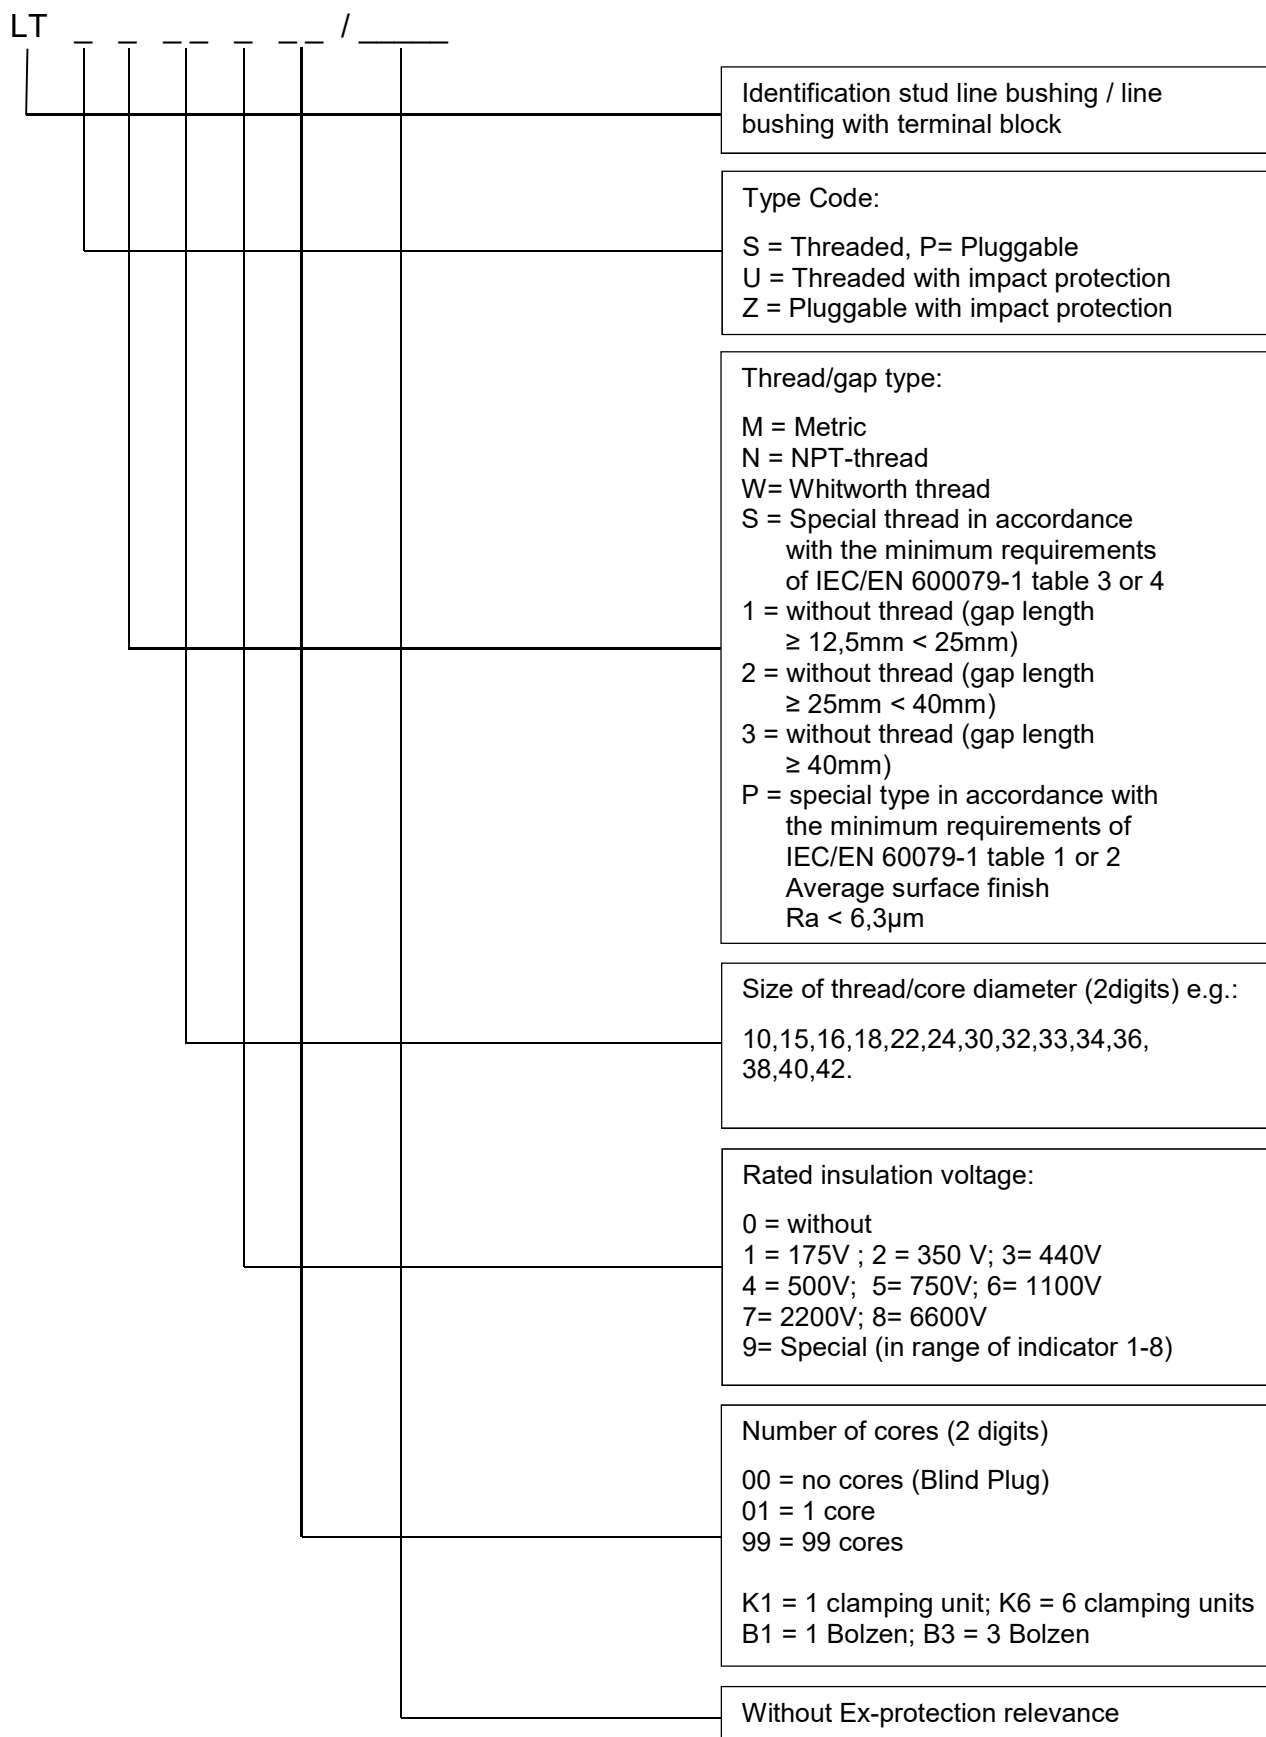 LT _ _ _ _ _ _ _ / _____
Identification stud line bushing / line
bushing with terminal block
Type Code:
S = Threaded, P= Pluggable
U = Threaded with impact protection
Z = Pluggable with impact protection
Thread/gap type:
M = Metric
N = NPT-thread
W= Whitworth thread
S = Special thread in accordance
with the minimum requirements
of IEC/EN 600079-1 table 3 or 4
1 = without thread (gap length
≥ 12,5mm < 25mm)
2 = without thread (gap length
≥ 25mm < 40mm)
3 = without thread (gap length
≥ 40mm)
P = special type in accordance with
the minimum requirements of
IEC/EN 60079-1 table 1 or 2
Average surface finish
Ra < 6,3µm
Size of thread/core diameter (2digits) e.g.:
10,15,16,18,22,24,30,32,33,34,36,
38,40,42.
Rated insulation voltage:
0 = without
1 = 175V ; 2 = 350 V; 3= 440V
4 = 500V; 5= 750V; 6= 1100V
7= 2200V; 8= 6600V
9= Special (in range of indicator 1-8)
Number of cores (2 digits)
00 = no cores (Blind Plug)
01 = 1 core
99 = 99 cores
K1 = 1 clamping unit; K6 = 6 clamping units
B1 = 1 Bolzen; B3 = 3 Bolzen
Without Ex-protection relevance